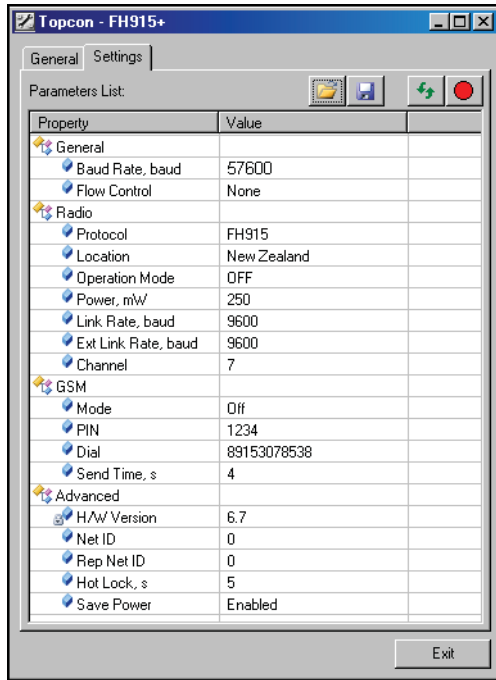 Topcon - FH915+
General Settings
Parameters List:
Property Value
General
Baud Rate, baud 57600
Flow Control None
Radio
Protocol FH915
Location New Zealand
Operation Mode OFF
Power, mW 250
Link Rate, baud 9600
Ext Link Rate, baud 9600
Channel 7
GSM
Mode Off
PIN 1234
Dial 89153078538
Send Time, s 4
Advanced
H/W Version 6.7
Net ID 0
Rep Net ID 0
Hot Lock, s 5
Save Power Enabled
Exit